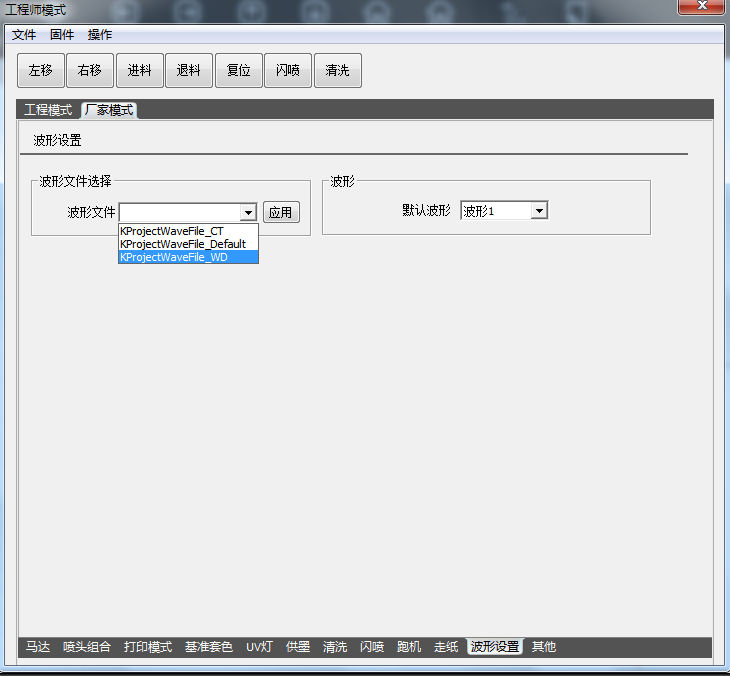 工程师模式
文件 固件 操作
左移 右移 进料 退料 复位 闪喷 清洗
工程模式 厂家模式
波形设置
波形文件选择 波形
波形文件 应用 默认波形 波形1
KProjectWaveFile_CT
KProjectWaveFile_Default
KProjectWaveFile_WD
马达 喷头组合 打印模式 基准套色 UV灯 供墨 清洗 闪喷 跑机 走纸 波形设置 其他